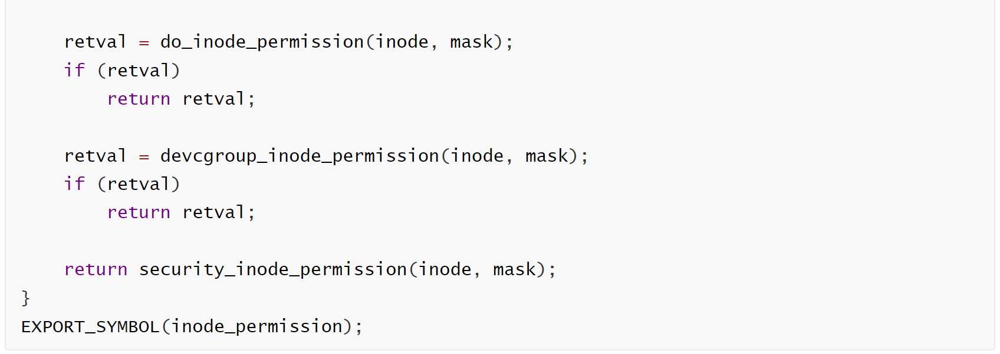 retval = do_inode_permission(inode, mask);
if (retval)
return retval;
retval = devcgroup_inode_permission(inode, mask);
if (retval)
return retval;
return security_inode_permission(inode, mask);
}
EXPORT_SYMBOL(inode_permission);